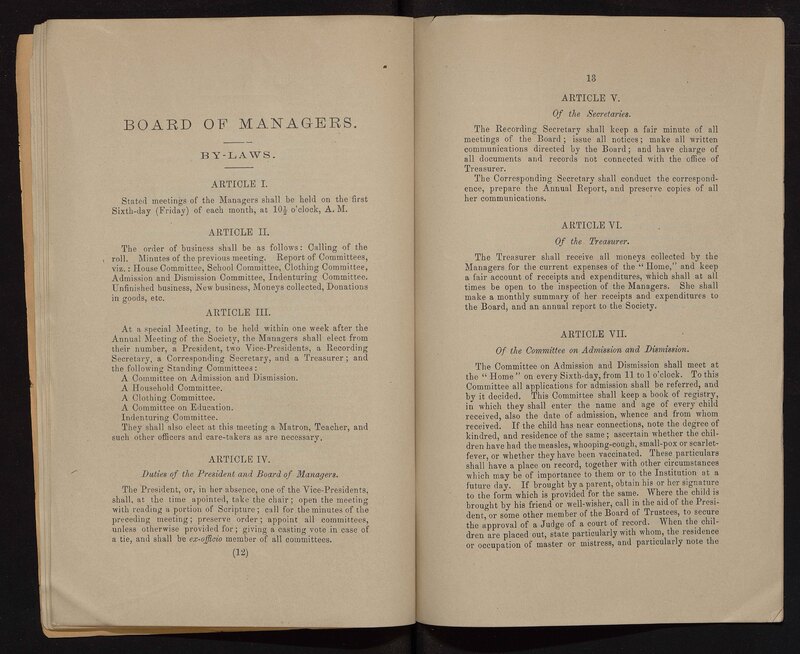 BOARD OF MANAGERS.
BY-LAWS.
ARTICLE I.
Stated meetings of the Managers shall be held on the first
Sixth-day (Friday) of each month, at 10½ o'clock, A. M.
ARTICLE II.
The order of business shall be as follows: Calling of the
roll. Minutes of the previous meeting. Report of Committees,
viz.: House Committee, School Committee, Clothing Committee,
Admission and Dismission Committee, Indenturing Committee.
Unfinished business, New business, Moneys collected, Donations
in goods, etc.
ARTICLE III.
At a special Meeting, to be held within one week after the
Annual Meeting of the Society, the Managers shall elect from
their number, a President, two Vice-Presidents, a Recording
Secretary, a Corresponding Secretary, and a Treasurer; and
the following Standing Committees:
A Committee on Admission and Dismission.
A Household Committee.
A Clothing Committee.
A Committee on Education.
Indenturing Committee.
They shall also elect at this meeting a Matron, Teacher, and
such other officers and care-takers as are necessary,
ARTICLE IV.
Duties of the President and Board of Managers.
The President, or, in her absence, one of the Vice-Presidents,
shall, at the time apointed, take the chair; open the meeting
with reading a portion of Scripture; call for the minutes of the
preceding meeting; preserve order; appoint all committees,
unless otherwise provided for; giving a casting vote in case of
a tie, and shall be ex-officio member of all committees.
(12)
13
ARTICLE V.
Of the Secretaries.
The Recording Secretary shall keep a fair minute of all
meetings of the Board; issue all notices; make all written
communications directed by the Board; and have charge of
all documents and records not connected with the office of
Treasurer.
The Corresponding Secretary shall conduct the correspond-
ence, prepare the Annual Report, and preserve copies of all
her communications.
ARTICLE VI.
Of the Treasurer.
The Treasurer shall receive all moneys collected by the
Managers for the current expenses of the "Home," and keep
a fair account of receipts and expenditures, which shall at all
times be open to the inspection of the Managers. She shall
make a monthly summary of her receipts and expenditures to
the Board, and an annual report to the Society.
ARTICLE VII.
Of the Committee on Admission and Dismission.
The Committee on Admission and Dismission shall meet at
the "Home" on every Sixth-day, from 11 to 1 o'clock. To this
Committee all applications for admission shall be referred, and
by it decided. This Committee shall keep a book of registry,
in which they shall enter the name and age of every child
received, also the date of admission, whence and from whom
received. If the child has near connections, note the degree of
kindred, and residence of the same; ascertain whether the chil-
dren have had the measles, whooping-cough, small-pox or scarlet-
fever, or whether they have been vaccinated. These particulars
shall have a place on record, together with other circumstances
which may be of importance to them or to the Institution at a
future day. If brought by a parent, obtain his or her signature
to the form which is provided for the same. Where the child is
brought by his friend or well-wisher, call in the aid of the Presi-
dent, or some other member of the Board of Trustees, to secure
the approval of a Judge of a court of record. When the chil-
dren are placed out, state particularly with whom, the residence
or occupation of master or mistress, and particularly note the